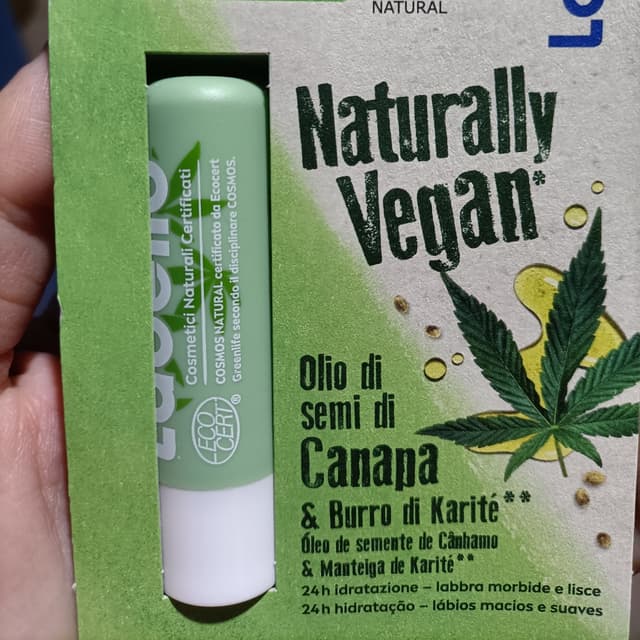 NATURAL
Lo
Naturally
Vegan*
Olio di
semi di
Canapa
& Burro di Karité**
Óleo de semente de Cânhamo
& Manteiga de Karité**
24h idratazione – labbra morbide e lisce
24h hidratação – lábios macios e suaves
Cosmetici Naturali Certificati
COSMOS NATURAL certificato da Ecocert
Greenlife secondo il disciplinare COSMOS.
ECO
CERT®